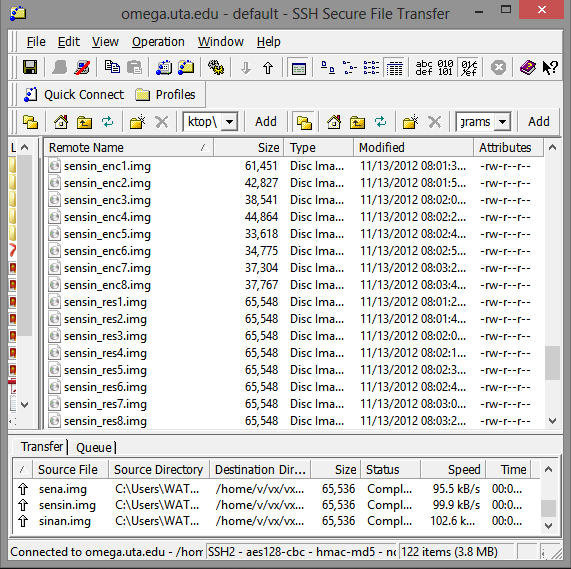 omega.uta.edu - default - SSH Secure File Transfer
File Edit View Operation Window Help
Quick Connect Profiles
ktop\ Add grams Add
Remote Name Size Type Modified Attributes
sensin_enc1.img 61,451 Disc Ima... 11/13/2012 08:01:3... -rw-r--r--
sensin_enc2.img 42,827 Disc Ima... 11/13/2012 08:01:5... -rw-r--r--
sensin_enc3.img 38,541 Disc Ima... 11/13/2012 08:02:0... -rw-r--r--
sensin_enc4.img 44,864 Disc Ima... 11/13/2012 08:02:2... -rw-r--r--
sensin_enc5.img 33,618 Disc Ima... 11/13/2012 08:02:4... -rw-r--r--
sensin_enc6.img 34,775 Disc Ima... 11/13/2012 08:02:5... -rw-r--r--
sensin_enc7.img 37,304 Disc Ima... 11/13/2012 08:03:2... -rw-r--r--
sensin_enc8.img 37,767 Disc Ima... 11/13/2012 08:03:4... -rw-r--r--
sensin_res1.img 65,548 Disc Ima... 11/13/2012 08:01:2... -rw-r--r--
sensin_res2.img 65,548 Disc Ima... 11/13/2012 08:01:4... -rw-r--r--
sensin_res3.img 65,548 Disc Ima... 11/13/2012 08:02:0... -rw-r--r--
sensin_res4.img 65,548 Disc Ima... 11/13/2012 08:02:1... -rw-r--r--
sensin_res5.img 65,548 Disc Ima... 11/13/2012 08:02:3... -rw-r--r--
sensin_res6.img 65,548 Disc Ima... 11/13/2012 08:02:4... -rw-r--r--
sensin_res7.img 65,548 Disc Ima... 11/13/2012 08:03:0... -rw-r--r--
sensin_res8.img 65,548 Disc Ima... 11/13/2012 08:03:2... -rw-r--r--
Transfer Queue
Source File Source Directory Destination Dir... Size Status Speed Time
sena.img C:\Users\WAT... /home/v/vx/vx... 65,536 Compl... 95.5 kB/s 00:0...
sensin.img C:\Users\WAT... /home/v/vx/vx... 65,536 Compl... 99.9 kB/s 00:0...
sinan.img C:\Users\WAT... /home/v/vx/vx... 65,536 Compl... 102.6 k... 00:0...
Connected to omega.uta.edu - /hom SSH2 - aes128-cbc - hmac-md5 - no 122 items (3.8 MB)